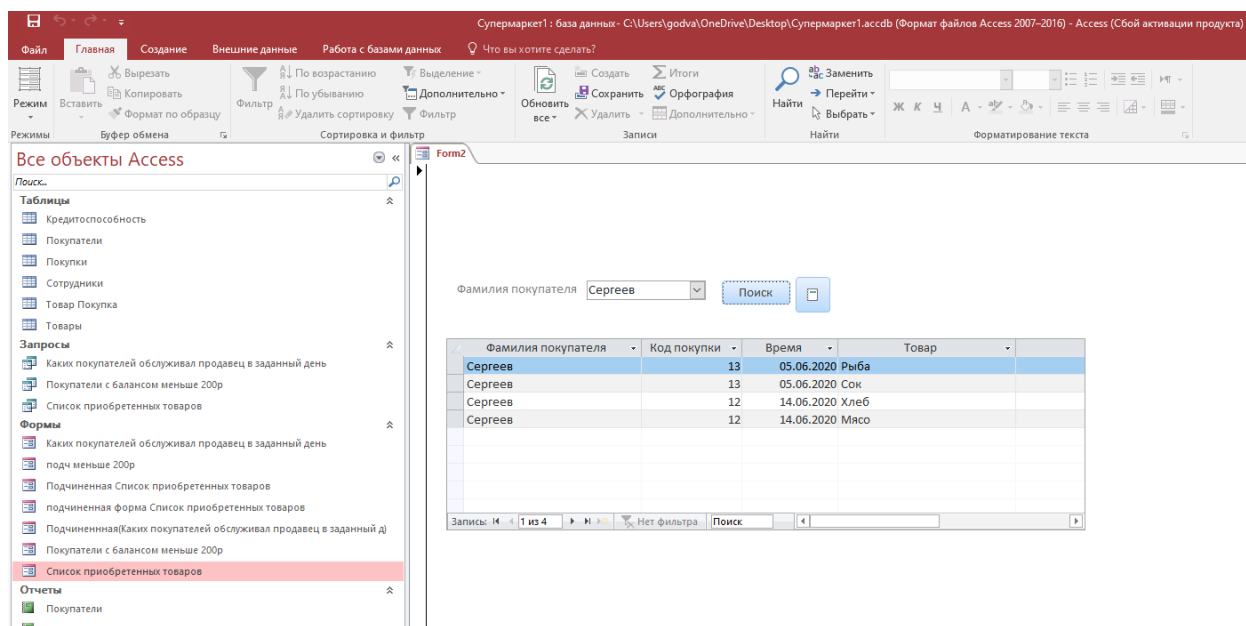 Супермаркет1 : база данных- C:\Users\godva\OneDrive\Desktop\Супермаркет1.accdb (Формат файлов Access 2007–2016) - Access (Сбой активации продукта)
Файл Главная Создание Внешние данные Работа с базами данных Что вы хотите сделать?
Режим
Режимы
Вставить
Вырезать
Копировать
Формат по образцу
Буфер обмена
Фильтр
По возрастанию
По убыванию
Удалить сортировку
Выделение
Дополнительно
Фильтр
Сортировка и фильтр
Обновить все
Создать
Сохранить
Удалить
Итоги
Орфография
Дополнительно
Записи
Найти
Заменить
Перейти
Выбрать
Найти
Ж К Ч А
Форматирование текста
Все объекты Access
Поиск...
Таблицы
Кредитоспособность
Покупатели
Покупки
Сотрудники
Товар Покупка
Товары
Запросы
Каких покупателей обслуживал продавец в заданный день
Покупатели с балансом меньше 200р
Список приобретенных товаров
Формы
Каких покупателей обслуживал продавец в заданный день
подч меньше 200р
Подчиненная Список приобретенных товаров
подчиненная форма Список приобретенных товаров
Подчиненнная(Каких покупателей обслуживал продавец в заданный д)
Покупатели с балансом меньше 200р
Список приобретенных товаров
Отчеты
Покупатели
Form2
Фамилия покупателя Сергеев Поиск
Фамилия покупателя Код покупки Время Товар
Сергеев 13 05.06.2020 Рыба
Сергеев 13 05.06.2020 Сок
Сергеев 12 14.06.2020 Хлеб
Сергеев 12 14.06.2020 Мясо
Запись: 1 из 4 Нет фильтра Поиск